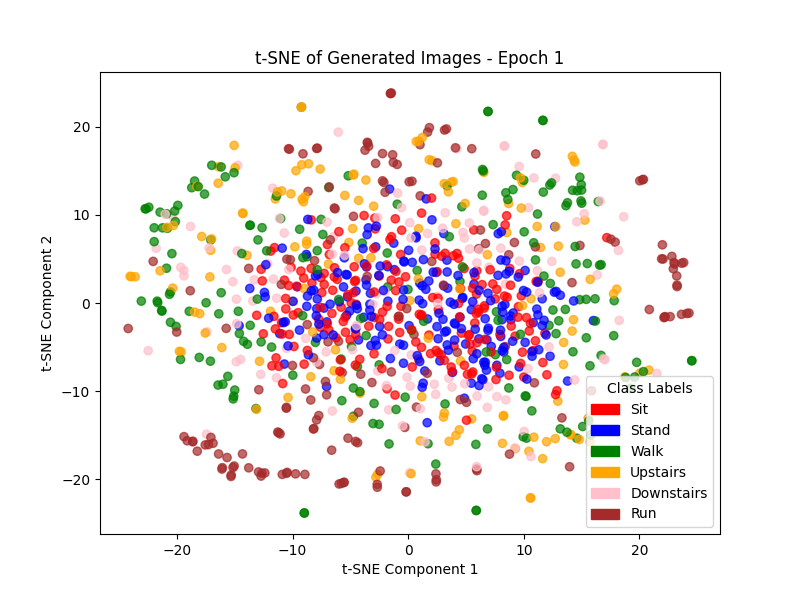 t-SNE of Generated Images - Epoch 1
t-SNE Component 2
20
10
0
−10
−20
−20
−10
0
10
20
t-SNE Component 1
Class Labels
Sit
Stand
Walk
Upstairs
Downstairs
Run